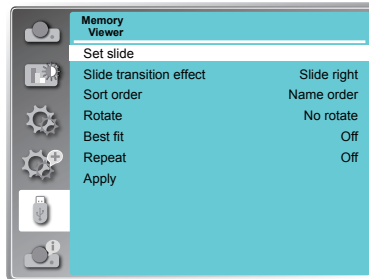 Memory
Viewer
Set slide
Slide transition effect Slide right
Sort order Name order
Rotate No rotate
Best fit Off
Repeat Off
Apply